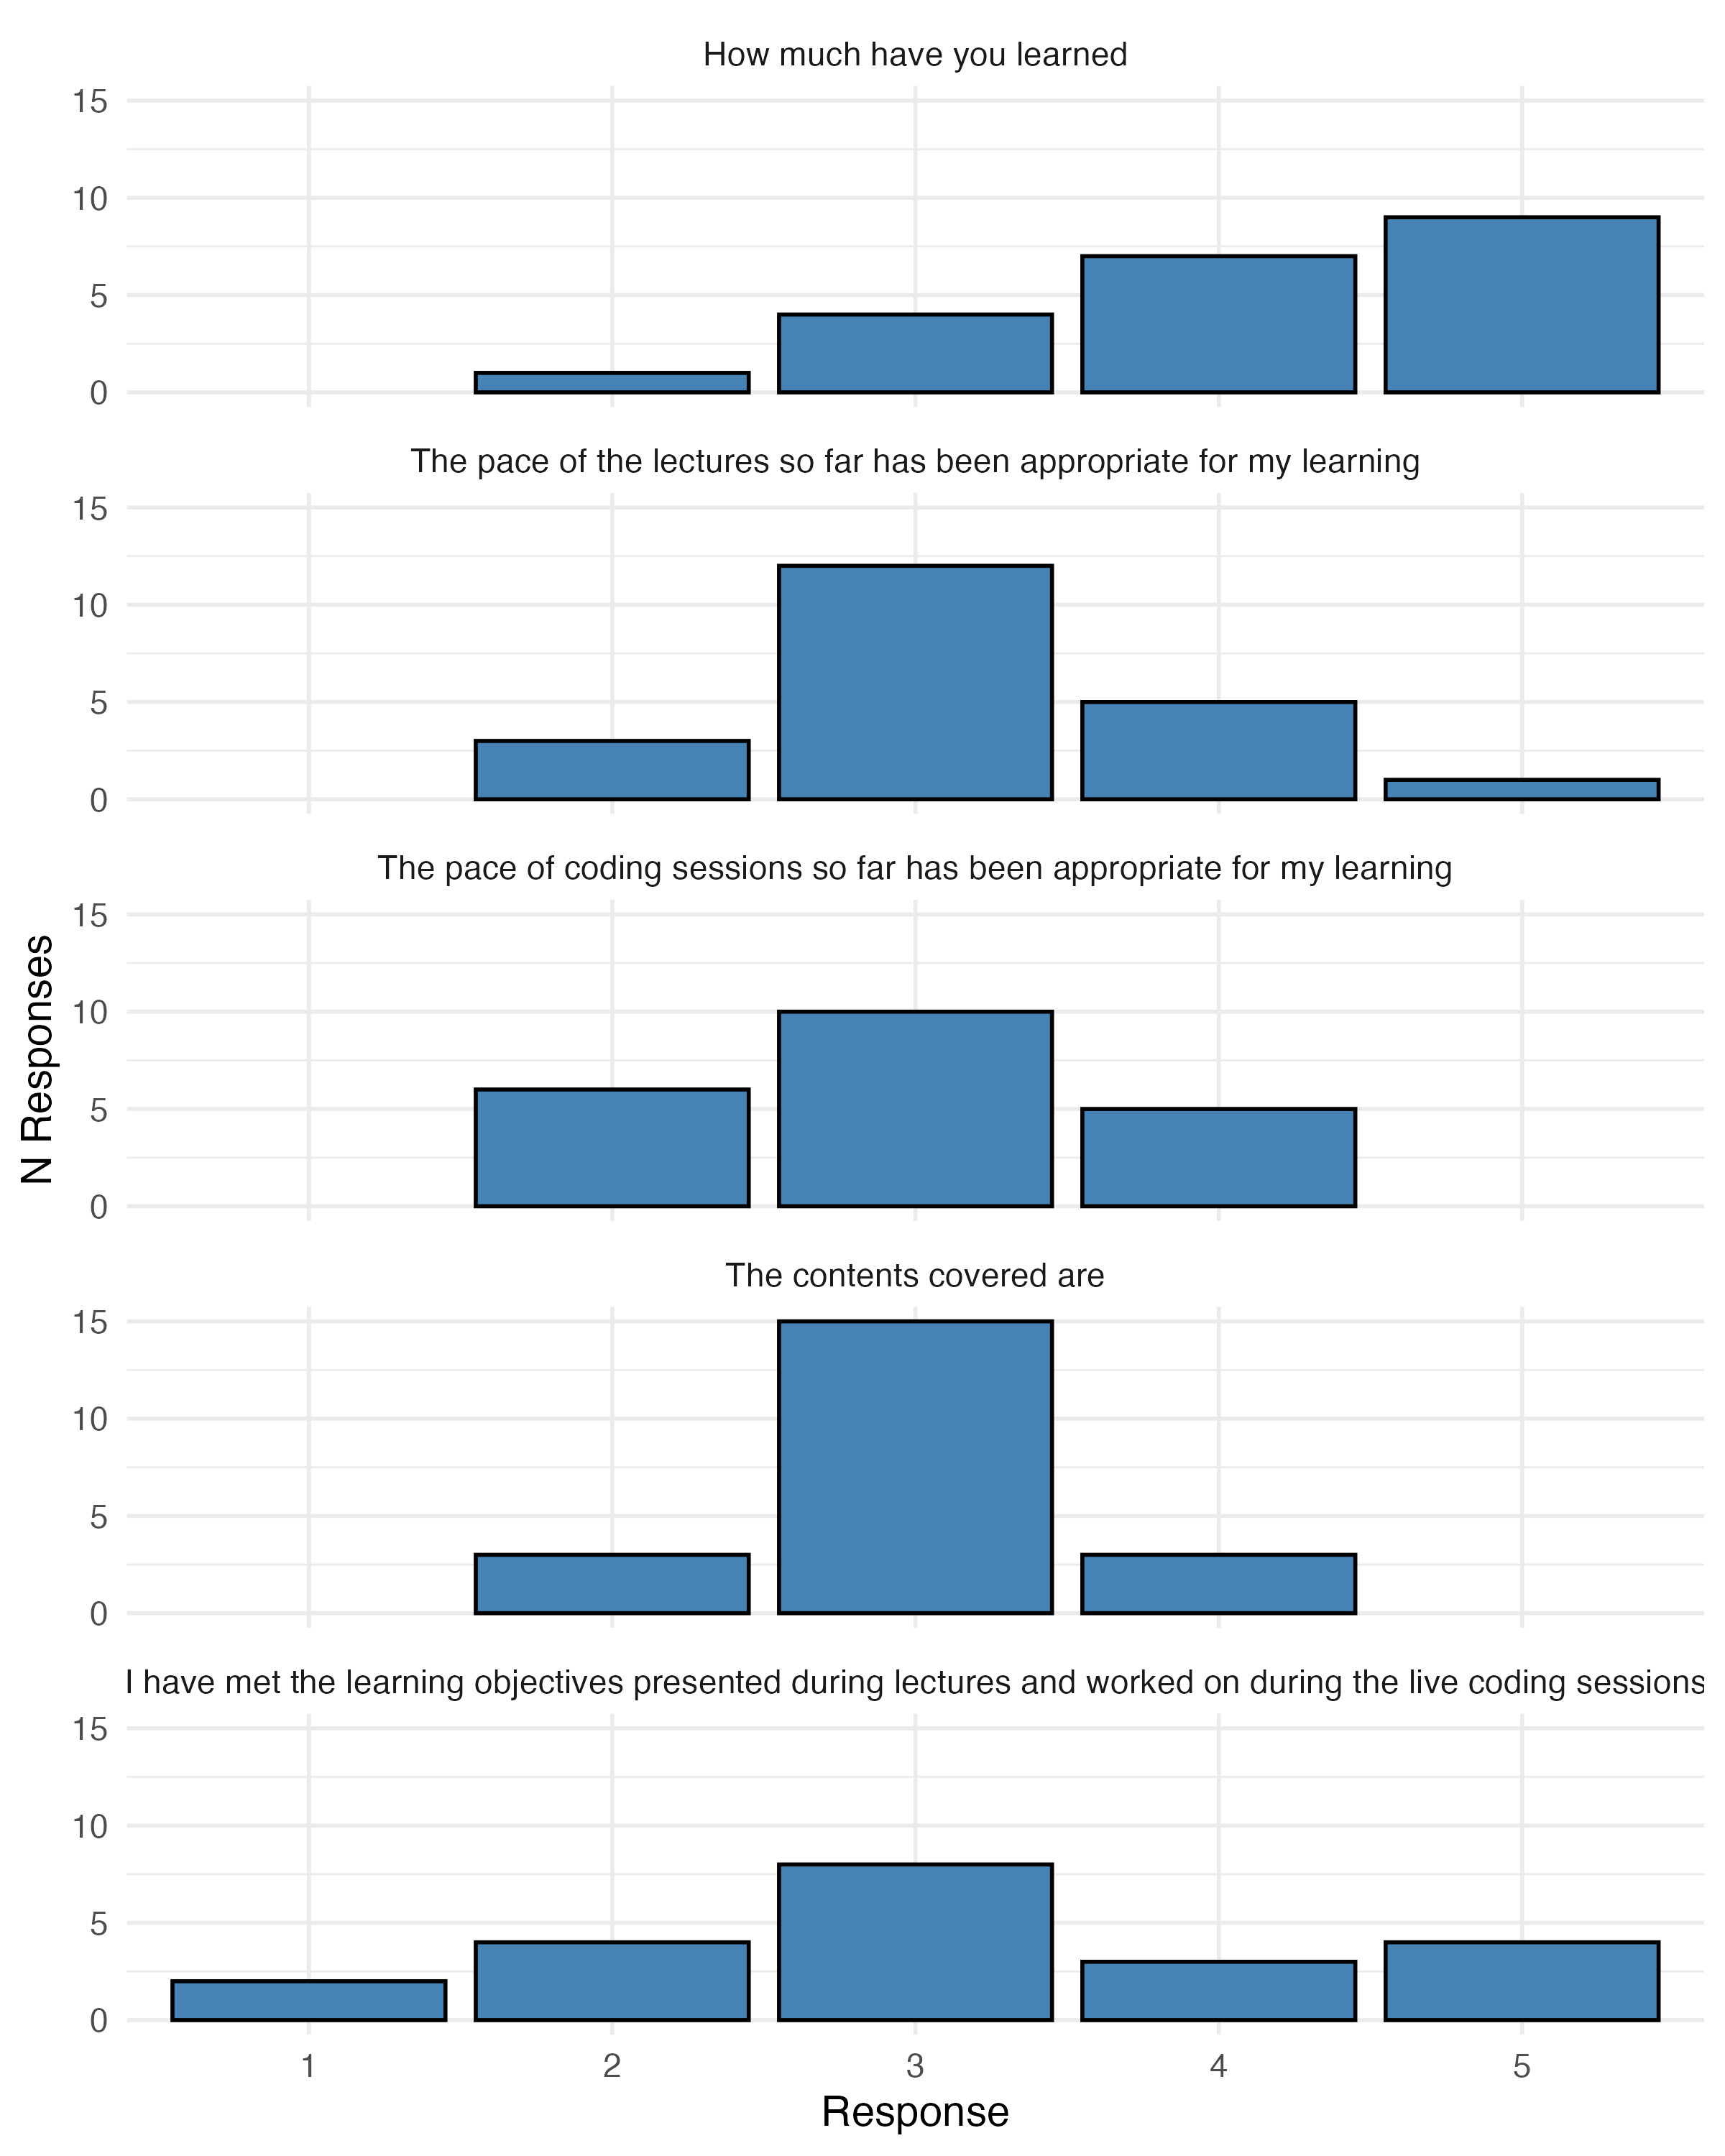 How much have you learned
15
10
5
0
The pace of the lectures so far has been appropriate for my learning
15
10
5
0
The pace of coding sessions so far has been appropriate for my learning
15
10
5
0
N Responses
The contents covered are
15
10
5
0
I have met the learning objectives presented during lectures and worked on during the live coding sessions
15
10
5
0
1 2 3 4 5
Response